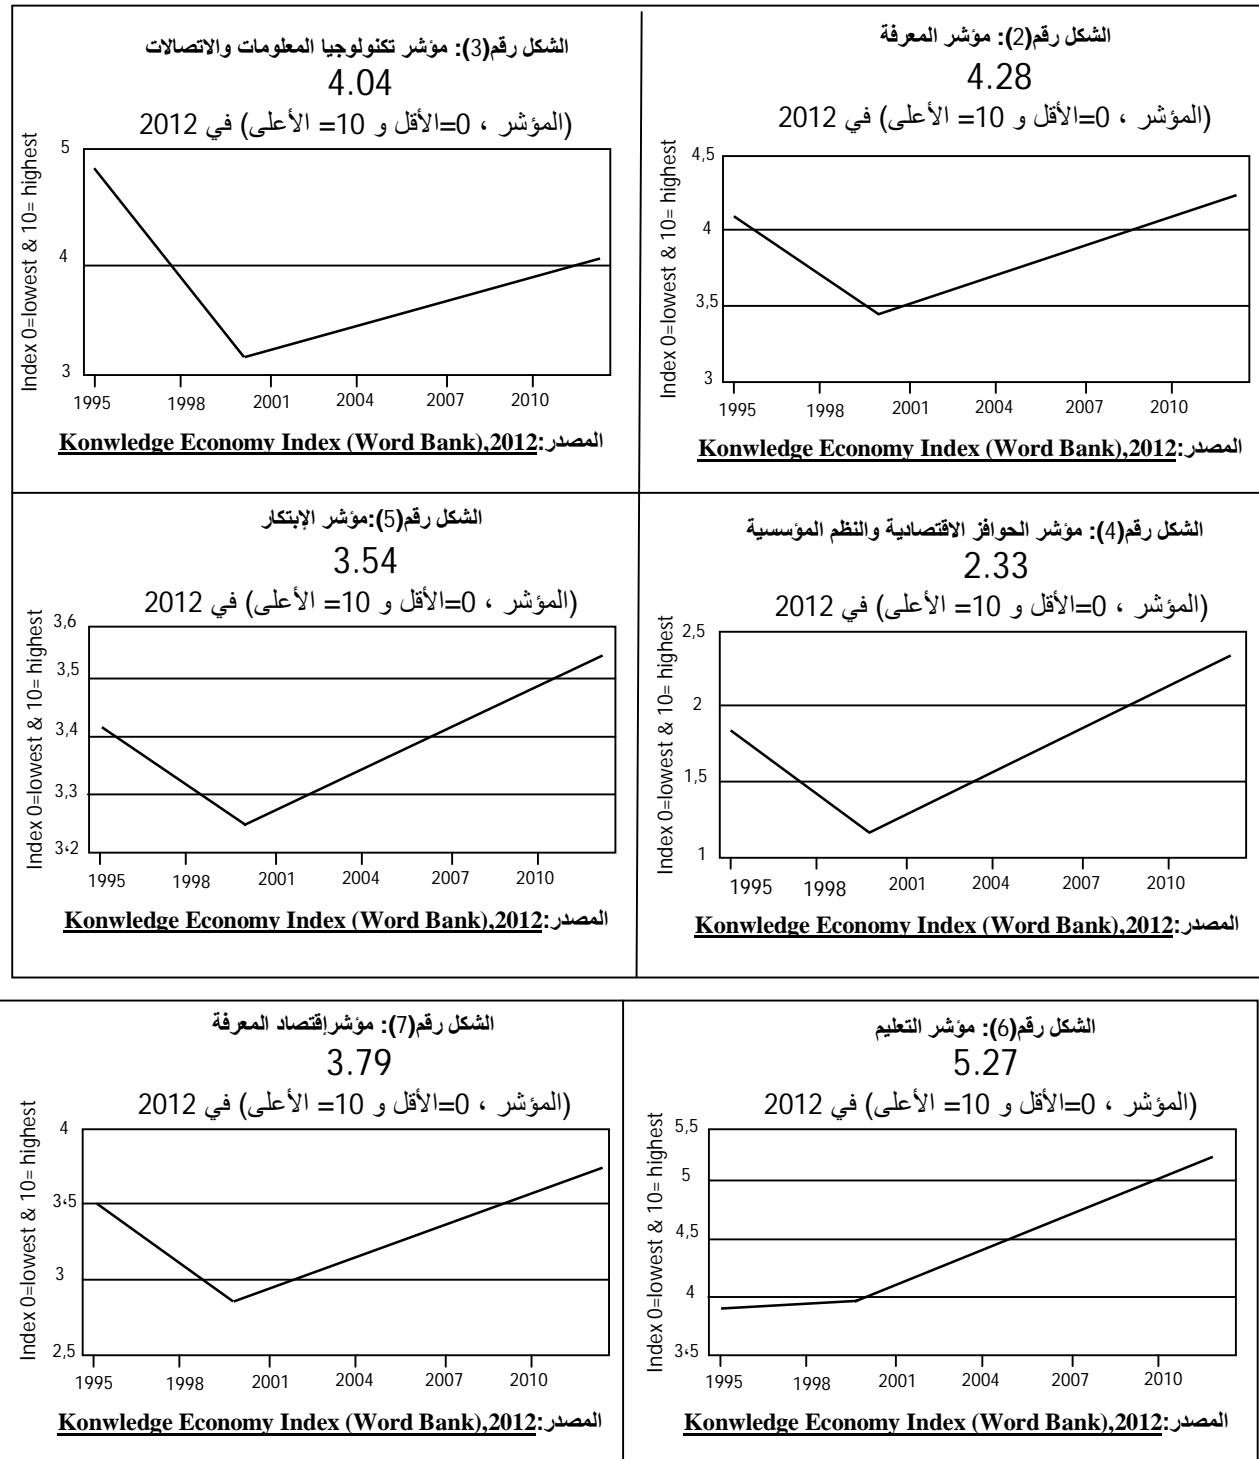 الشكل رقم(2): مؤشر المعرفة
4.28
(المؤشر ، 0=الأقل و 10= الأعلى) في 2012
Index 0=lowest & 10= highest
4,5
4
3,5
3
1995 1998 2001 2004 2007 2010
المصدر:Konwledge Economy Index (Word Bank),2012
الشكل رقم(3): مؤشر تكنولوجيا المعلومات والاتصالات
4.04
(المؤشر ، 0=الأقل و 10= الأعلى) في 2012
Index 0=lowest & 10= highest
5
4
3
1995 1998 2001 2004 2007 2010
المصدر:Konwledge Economy Index (Word Bank),2012
الشكل رقم(4): مؤشر الحوافز الاقتصادية والنظم المؤسسية
2.33
(المؤشر ، 0=الأقل و 10= الأعلى) في 2012
Index 0=lowest & 10= highest
2,5
2
1,5
1
1995 1998 2001 2004 2007 2010
المصدر:Konwledge Economy Index (Word Bank),2012
الشكل رقم(5):مؤشر الإبتكار
3.54
(المؤشر ، 0=الأقل و 10= الأعلى) في 2012
Index 0=lowest & 10= highest
3,6
3,5
3,4
3,3
3،2
1995 1998 2001 2004 2007 2010
المصدر:Konwledge Economy Index (Word Bank),2012
الشكل رقم(6): مؤشر التعليم
5.27
(المؤشر ، 0=الأقل و 10= الأعلى) في 2012
Index 0=lowest & 10= highest
5,5
5
4,5
4
3،5
1995 1998 2001 2004 2007 2010
المصدر:Konwledge Economy Index (Word Bank),2012
الشكل رقم(7): مؤشرإقتصاد المعرفة
3.79
(المؤشر ، 0=الأقل و 10= الأعلى) في 2012
Index 0=lowest & 10= highest
4
3،5
3
2,5
1995 1998 2001 2004 2007 2010
المصدر:Konwledge Economy Index (Word Bank),2012